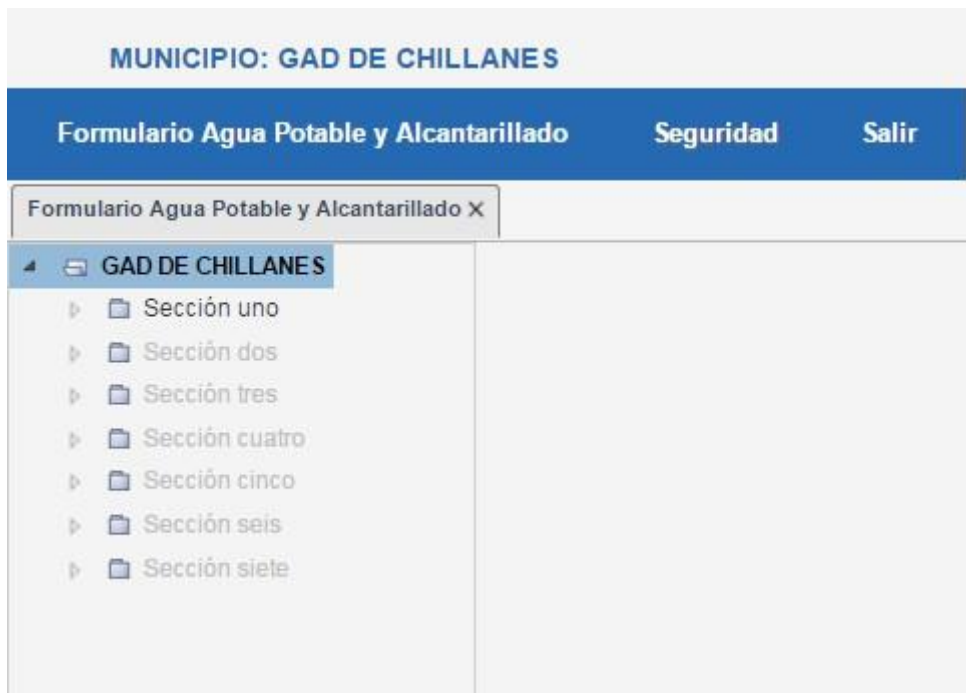 MUNICIPIO: GAD DE CHILLANES
Formulario Agua Potable y Alcantarillado Seguridad Salir
Formulario Agua Potable y Alcantarillado X
GAD DE CHILLANES
Sección uno
Sección dos
Sección tres
Sección cuatro
Sección cinco
Sección seis
Sección siete